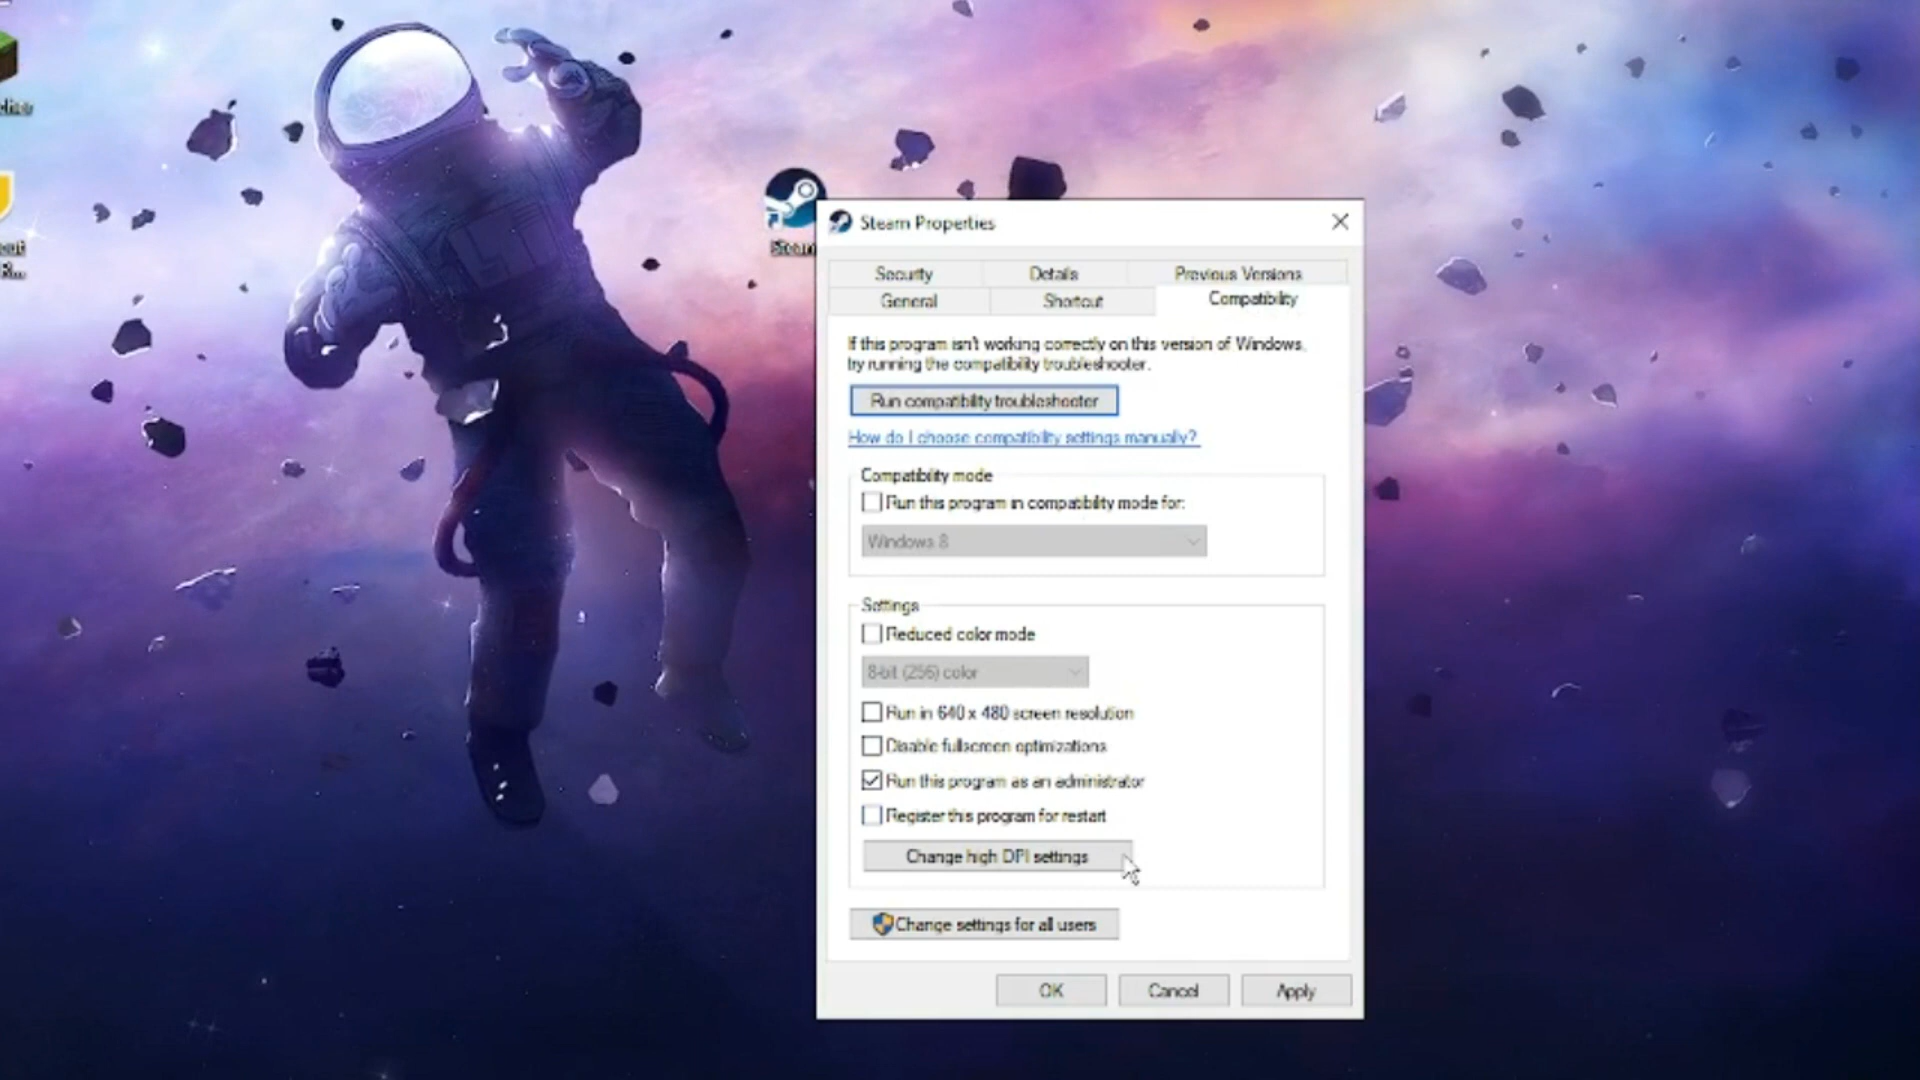 cher
out
R...
Steam
Steam Properties
Security
Details
Previous Versions
General
Shortcut
Compatibility
If this program isn't working correctly on this version of Windows,
try running the compatibility troubleshooter.
Run compatibility troubleshooter
How do I choose compatibility settings manually?
Compatibility mode
Run this program in compatibility mode for:
Windows 8
Settings
Reduced color mode
8-bit (256) color
Run in 640 x 480 screen resolution
Disable fullscreen optimizations
Run this program as an administrator
Register this program for restart
Change high DPI settings
Change settings for all users
OK
Cancel
Apply